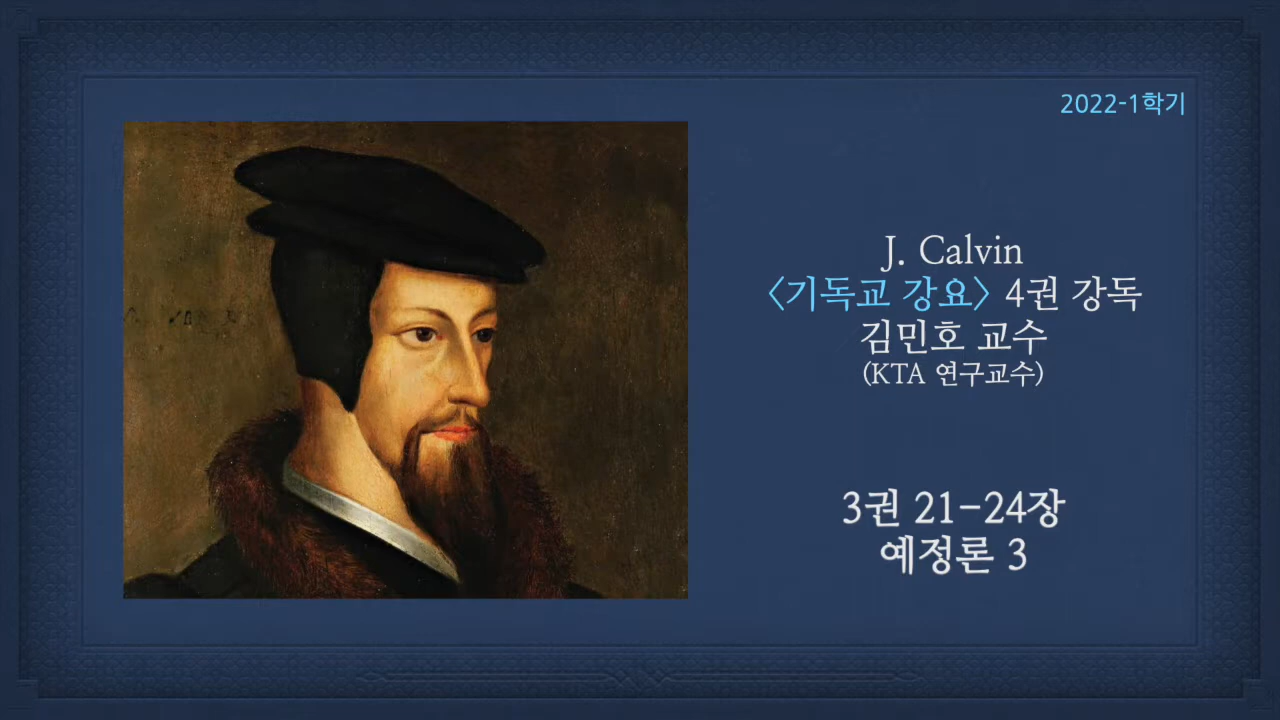 2022-1학기
J. Calvin
〈기독교 강요〉 4권 강독
김민호 교수
(KTA 연구교수)
3권 21-24장
예정론 3